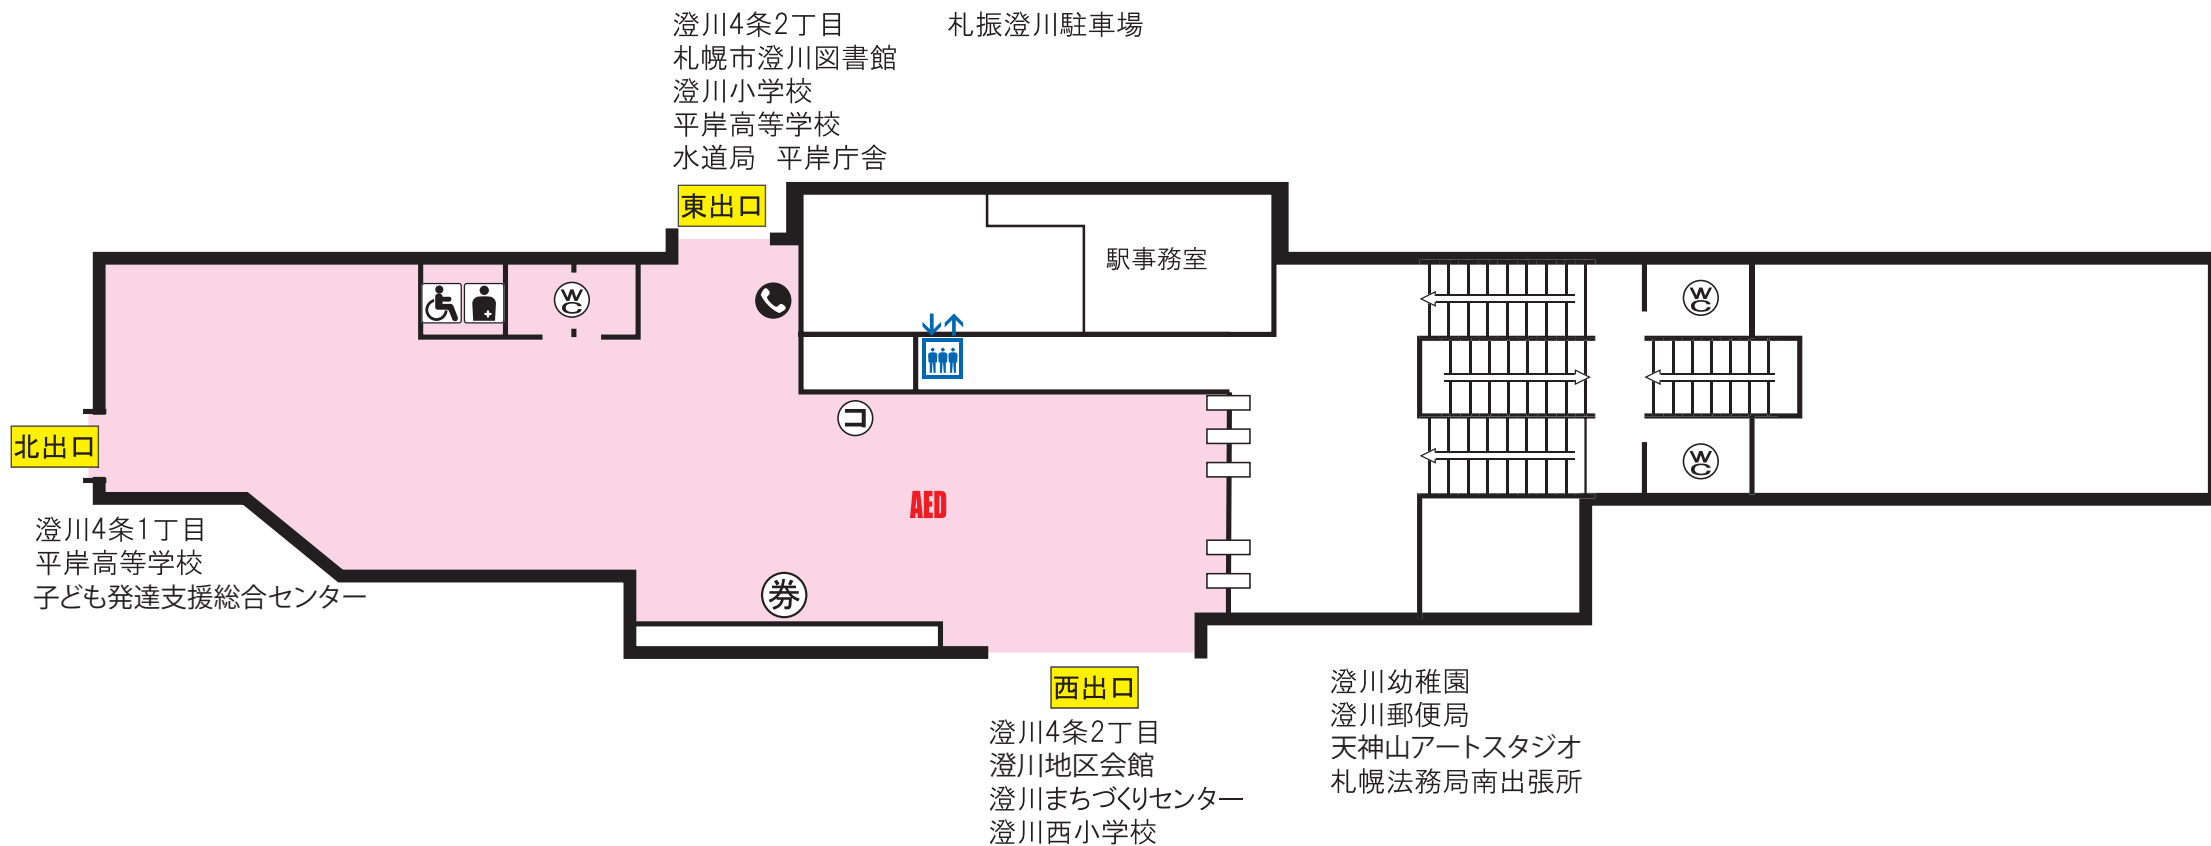 澄川4条2丁目
札幌市澄川図書館
澄川小学校
平岸高等学校
水道局　平岸庁舎
札振澄川駐車場
東出口
駅事務室
WC
WC
コ
北出口
AED
WC
澄川4条1丁目
平岸高等学校
子ども発達支援総合センター
券
西出口
澄川4条2丁目
澄川地区会館
澄川まちづくりセンター
澄川西小学校
澄川幼稚園
澄川郵便局
天神山アートスタジオ
札幌法務局南出張所